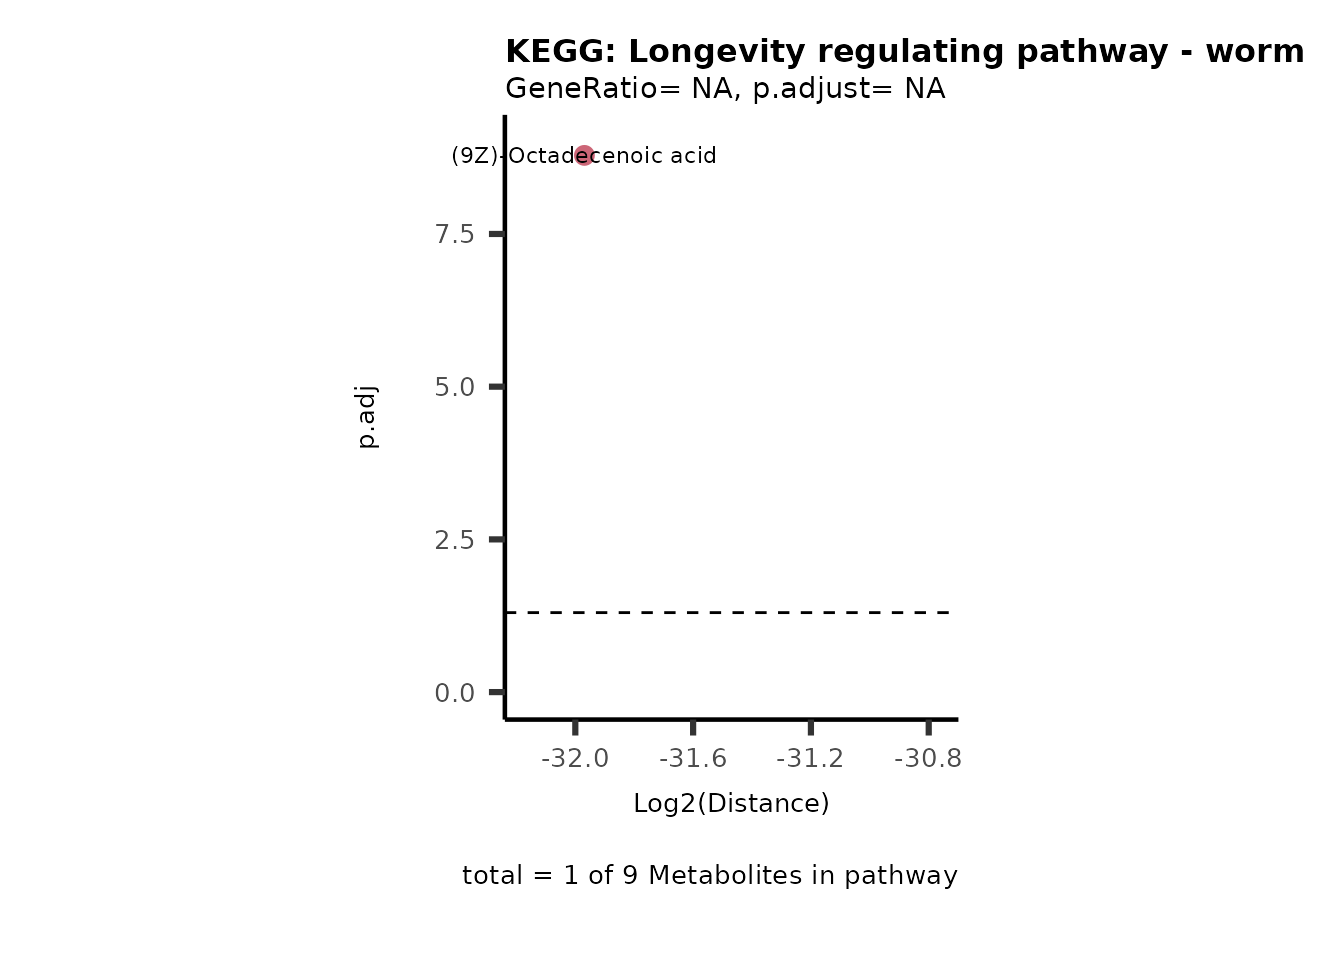 KEGG: Longevity regulating pathway - worm
GeneRatio= NA, p.adjust= NA
(9Z)-Octadecenoic acid
7.5
5.0
2.5
0.0
p.adj
-32.0 -31.6 -31.2 -30.8
Log2(Distance)
total = 1 of 9 Metabolites in pathway